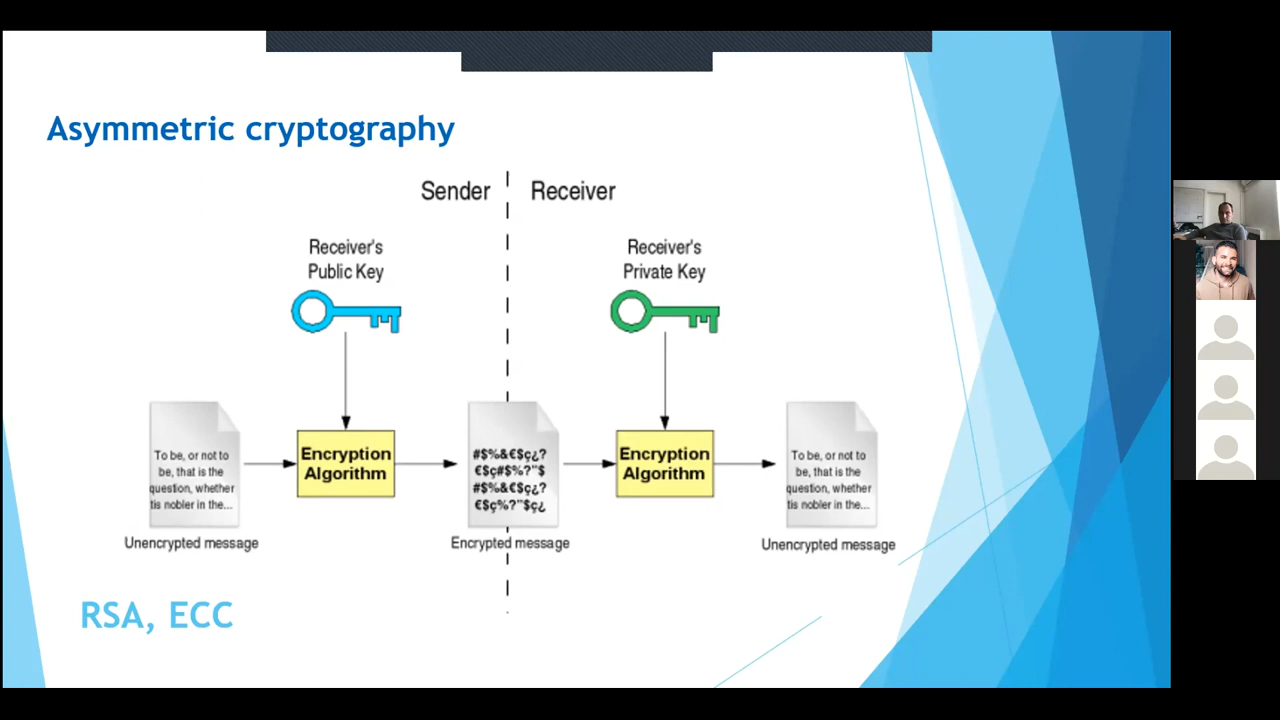 Asymmetric cryptography
Sender
Receiver
Receiver's
Public Key
Receiver's
Private Key
To be, or not to
be, that is the
question, whether
tis nobler in the...
Encryption
Algorithm
#$%&€$ç¿?
€$ç#$%?"$
#$%&€$ç¿?
€$ç%?"$ç¿
Encryption
Algorithm
To be, or not to
be, that is the
question, whether
tis nobler in the...
Unencrypted message
Encrypted message
Unencrypted message
RSA, ECC